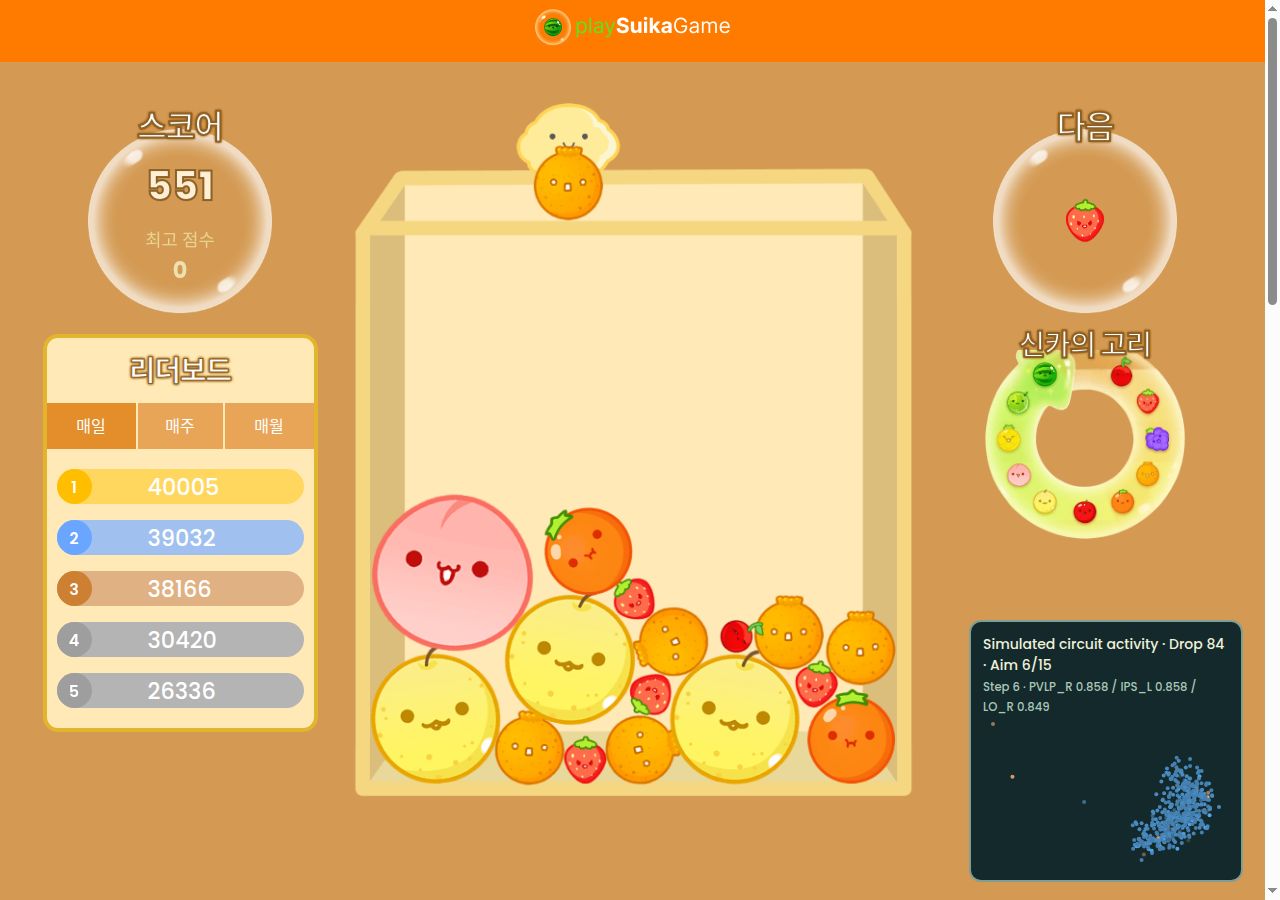 playSuikaGame
스코어
551
최고 점수
0
다음
신카의 고리
리더보드
매일 매주 매월
1 40005
2 39032
3 38166
4 30420
5 26336
Simulated circuit activity · Drop 84
· Aim 6/15
Step 6 · PVLP_R 0.858 / IPS_L 0.858 /
LO_R 0.849